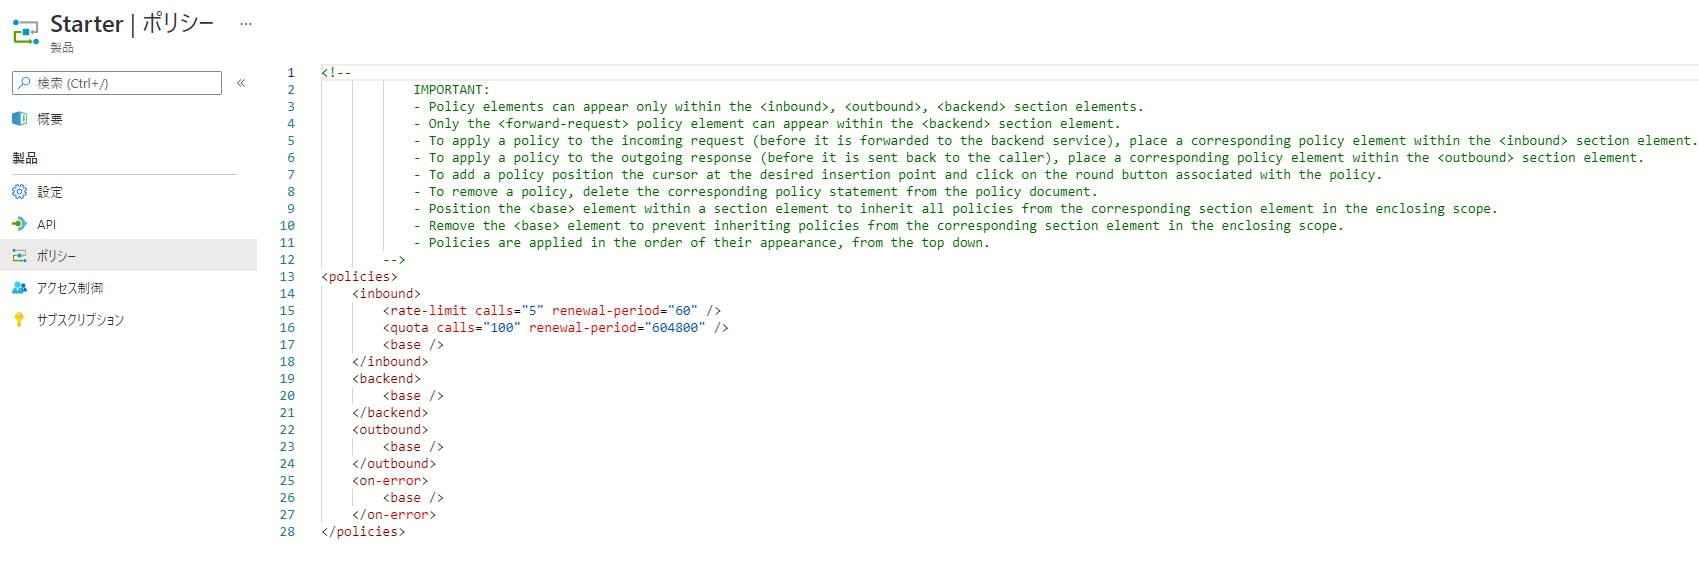 Starter | ポリシー ...
製品
検索 (Ctrl+/)
«
概要
製品
設定
API
ポリシー
アクセス制御
サブスクリプション
1 <!--
2 IMPORTANT:
3 - Policy elements can appear only within the <inbound>, <outbound>, <backend> section elements.
4 - Only the <forward-request> policy element can appear within the <backend> section element.
5 - To apply a policy to the incoming request (before it is forwarded to the backend service), place a corresponding policy element within the <inbound> section element.
6 - To apply a policy to the outgoing response (before it is sent back to the caller), place a corresponding policy element within the <outbound> section element.
7 - To add a policy position the cursor at the desired insertion point and click on the round button associated with the policy.
8 - To remove a policy, delete the corresponding policy statement from the policy document.
9 - Position the <base> element within a section element to inherit all policies from the corresponding section element in the enclosing scope.
10 - Remove the <base> element to prevent inheriting policies from the corresponding section element in the enclosing scope.
11 - Policies are applied in the order of their appearance, from the top down.
12 -->
13 <policies>
14 <inbound>
15 <rate-limit calls="5" renewal-period="60" />
16 <quota calls="100" renewal-period="604800" />
17 <base />
18 </inbound>
19 <backend>
20 <base />
21 </backend>
22 <outbound>
23 <base />
24 </outbound>
25 <on-error>
26 <base />
27 </on-error>
28 </policies>